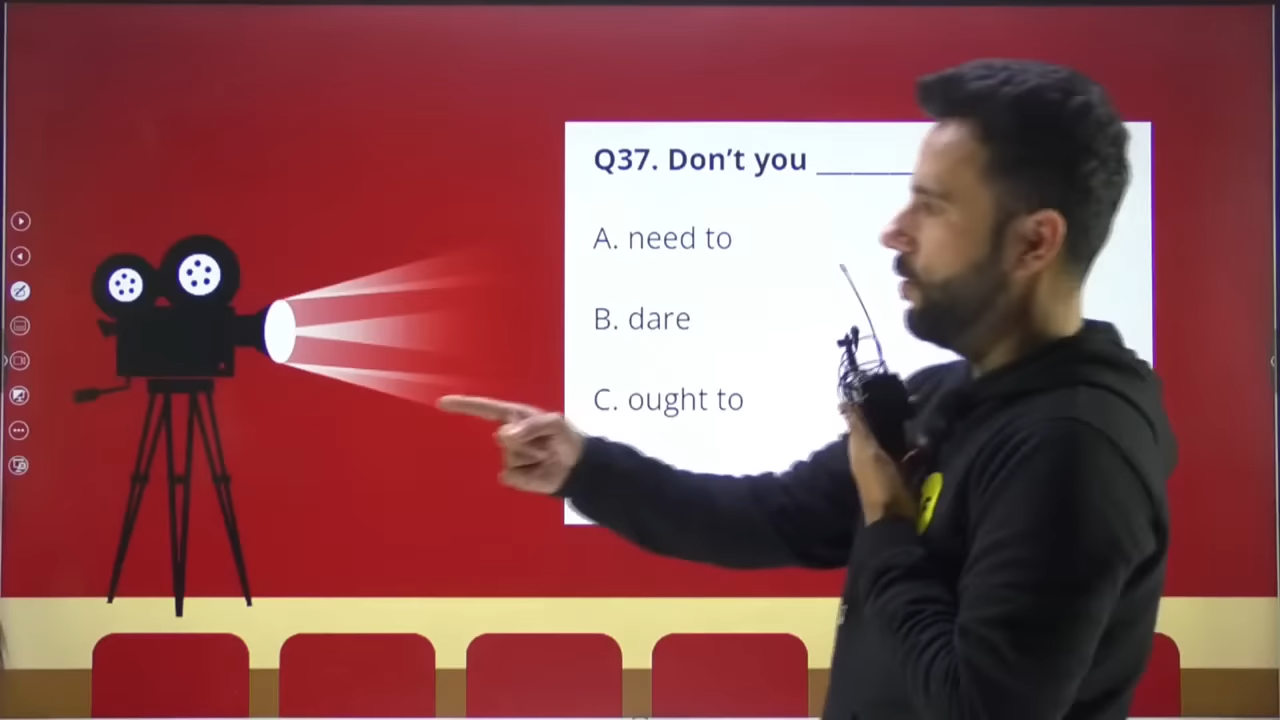 Q37. Don’t you ______
A. need to
B. dare
C. ought to